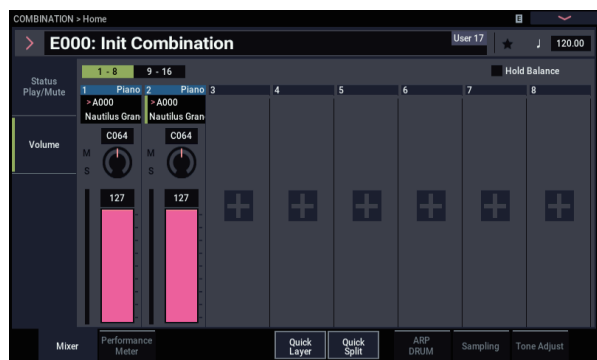 COMBINATION > Home
E
> E000: Init Combination
User 17
★
♩ 120.00
Status
Play/Mute
1 - 8
9 - 16
Hold Balance
1 Piano 2 Piano 3 4 5 6 7 8
>A000 >A000
Nautilus Gran Nautilus Gran
Volume
C064 C064
M M
S S
127 127
+ + + + + +
Mixer
Performance
Meter
Quick
Layer
Quick
Split
ARP
DRUM
Sampling
Tone Adjust